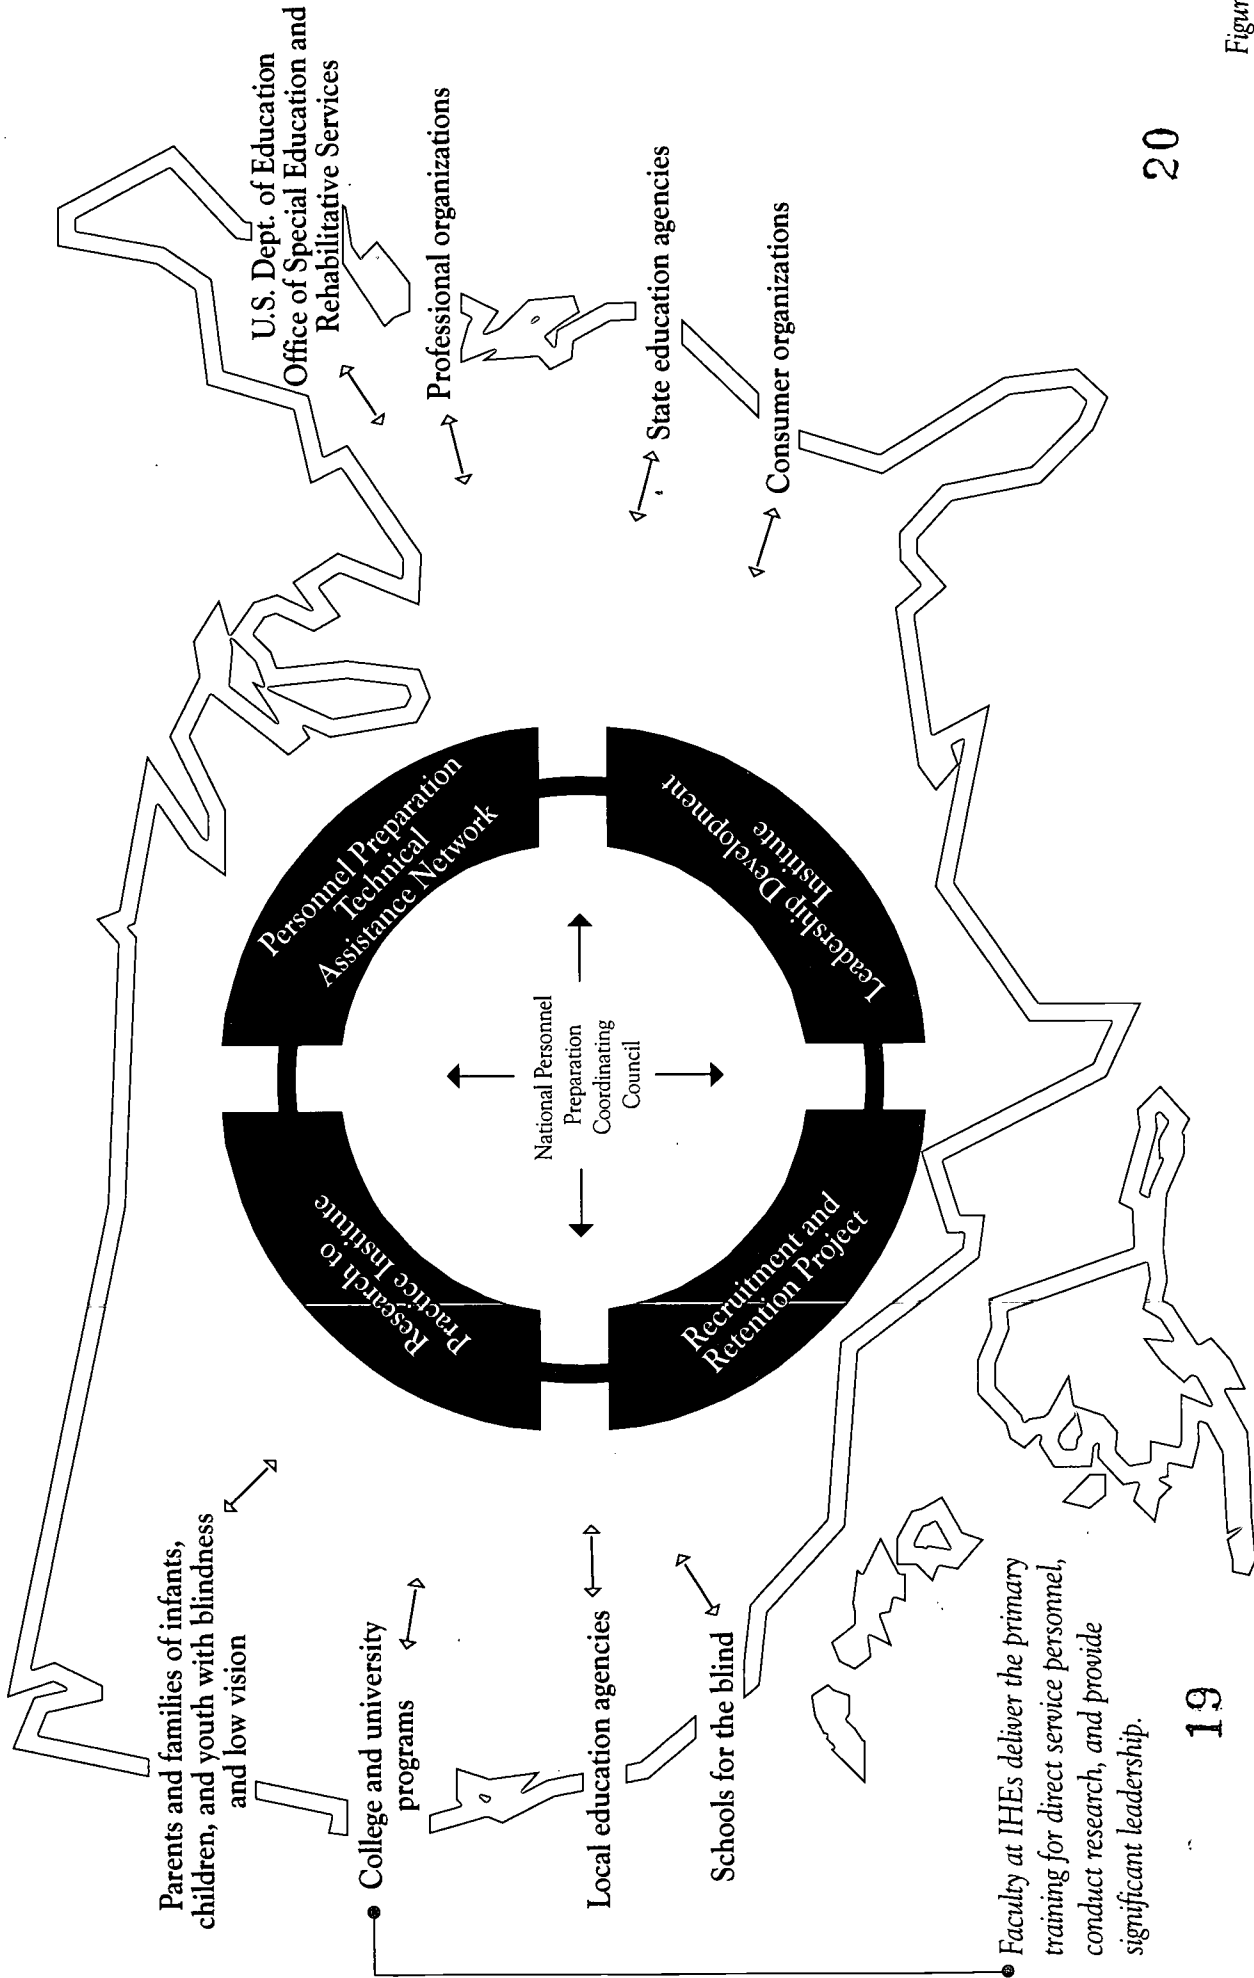 Parents and families of infants,
children, and youth with blindness
and low vision
College and university
programs
Local education agencies
Schools for the blind
Faculty at IHEs deliver the primary
training for direct service personnel,
conduct research, and provide
significant leadership.
19
Research to
Practice Institute
Personnel Preparation
Technical
Assistance Network
National Personnel
Preparation
Coordinating
Council
Recruitment and
Retention Project
Leadership Development
Institute
U.S. Dept. of Education
Office of Special Education and
Rehabilitative Services
Professional organizations
State education agencies
Consumer organizations
20